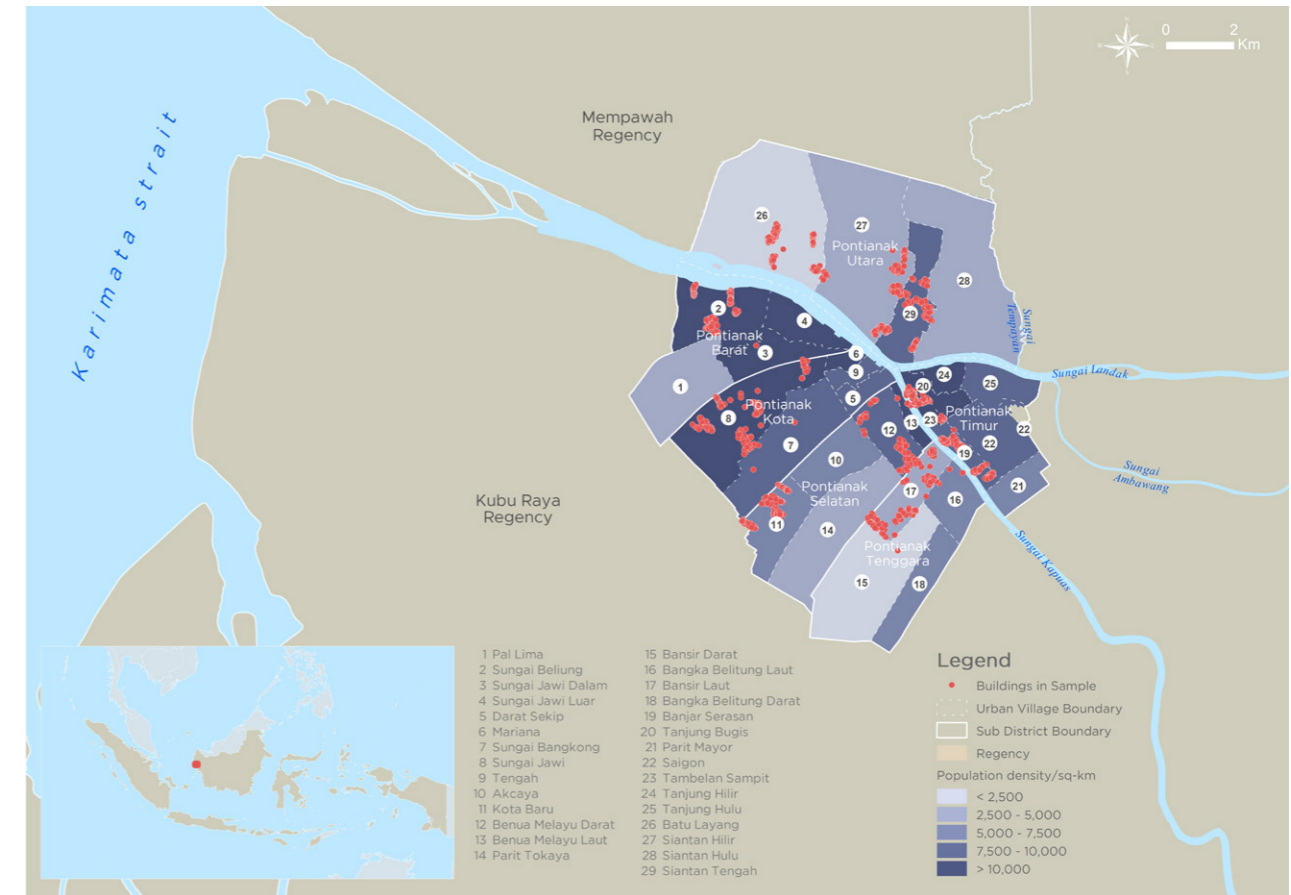 0 2
Km
Mempawah
Regency
Karimata strait
26
27
Pontianak
Utara
28
29
2
4
Pontianak
Barat
3
6
9
1
5
Sungai
Tempayan
Sungai Landak
24
20
25
8
Pontianak
Kota
7
12
13
23
Pontianak
Timur
22
22
19
21
10
Pontianak
Selatan
17
16
Sungai
Ambawang
Kubu Raya
Regency
11
14
Pontianak
Tenggara
15
18
Sungai Kapuas
1 Pal Lima
2 Sungai Beliung
3 Sungai Jawi Dalam
4 Sungai Jawi Luar
5 Darat Sekip
6 Mariana
7 Sungai Bangkong
8 Sungai Jawi
9 Tengah
10 Akcaya
11 Kota Baru
12 Benua Melayu Darat
13 Benua Melayu Laut
14 Parit Tokaya
15 Bansir Darat
16 Bangka Belitung Laut
17 Bansir Laut
18 Bangka Belitung Darat
19 Banjar Serasan
20 Tanjung Bugis
21 Parit Mayor
22 Saigon
23 Tambelan Sampit
24 Tanjung Hilir
25 Tanjung Hulu
26 Batu Layang
27 Siantan Hilir
28 Siantan Hulu
29 Siantan Tengah
Legend
Buildings in Sample
Urban Village Boundary
Sub District Boundary
Regency
Population density/sq-km
< 2,500
2,500 - 5,000
5,000 - 7,500
7,500 - 10,000
> 10,000